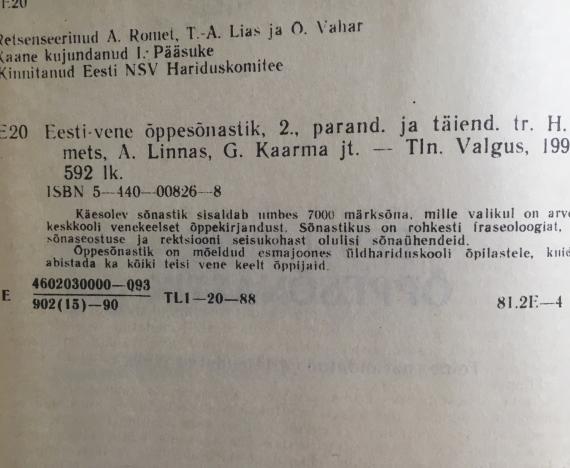 E20
Retsenseerinud A. Romet, T.-A. Lias ja O. Vahar
Kaane kujundanud I. Pääsuke
Kinnitanud Eesti NSV Hariduskomitee
E20 Eesti-vene õppesõnastik, 2., parand. ja täiend. tr. H.
mets, A. Linnas, G. Kaarma jt. — Tln. Valgus, 199
592 lk.
ISBN 5—440—00826—8
Käesolev sõnastik sisaldab umbes 7000 märksõna, mille valikul on arve
keskkooli venekeelset õppekirjandust. Sõnastikus on rohkesti fraseoloogiat,
sõnaseostuse ja rektsiooni seisukohast olulisi sõnaühendeid.
Õppesõnastik on mõeldud esmajoones üldhariduskooli õpilastele, kuid
abistada ka kõiki teisi vene keelt õppijaid.
E 4602030000—093
902(15)—90 TL1—20—88 81.2E—4